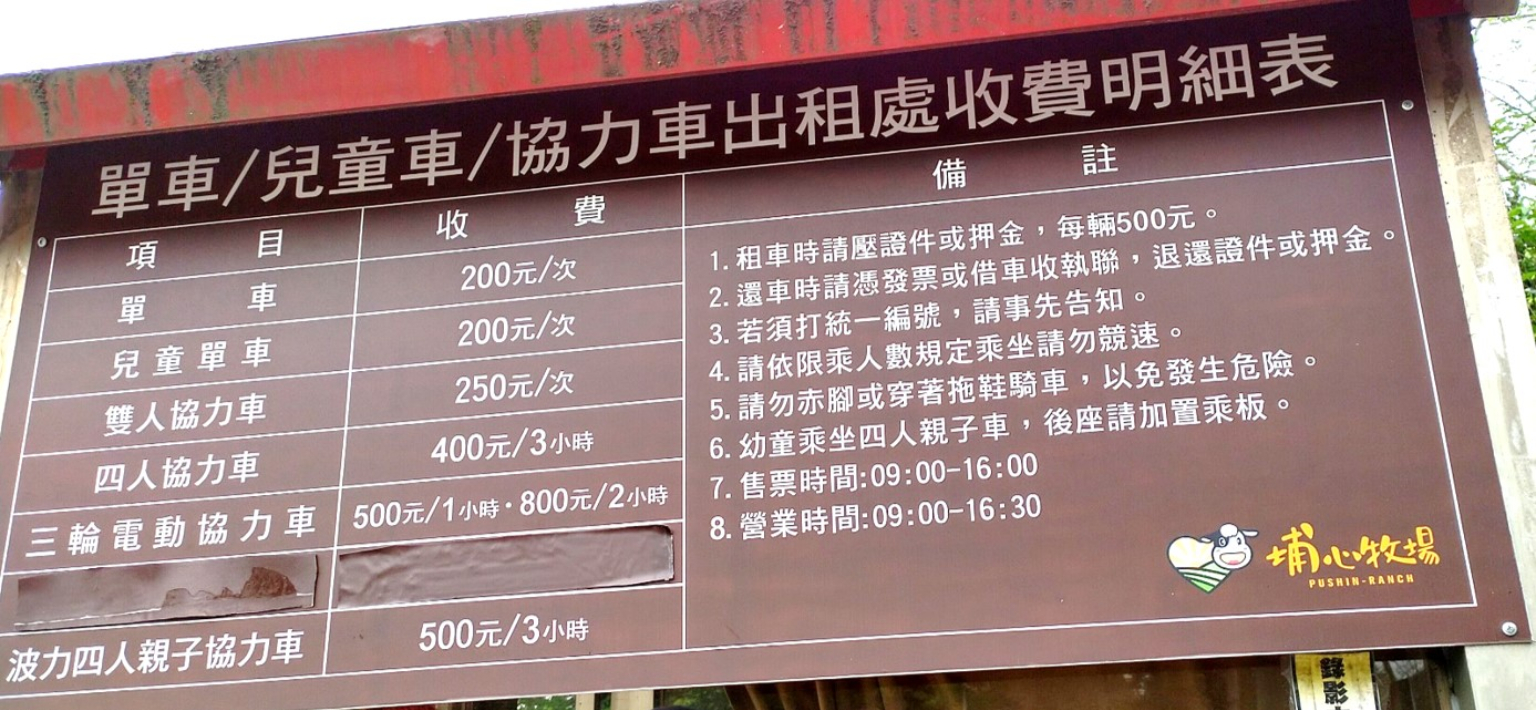 單車/兒童車/協力車出租處收費明細表
項目 收費 備註
單車 200元/次
兒童單車 200元/次
雙人協力車 250元/次
四人協力車 400元/3小時
三輪電動協力車 500元/1小時·800元/2小時
波力四人親子協力車 500元/3小時
1. 租車時請壓證件或押金，每輛500元。
2. 還車時請憑發票或借車收執聯，退還證件或押金。
3. 若須打統一編號，請事先告知。
4. 請依限乘人數規定乘坐請勿競速。
5. 請勿赤腳或穿著拖鞋騎車，以免發生危險。
6. 幼童乘坐四人親子車，後座請加置乘板。
7. 售票時間:09:00-16:00
8. 營業時間:09:00-16:30
埔心牧場
PUSHIN-RANCH
錄影